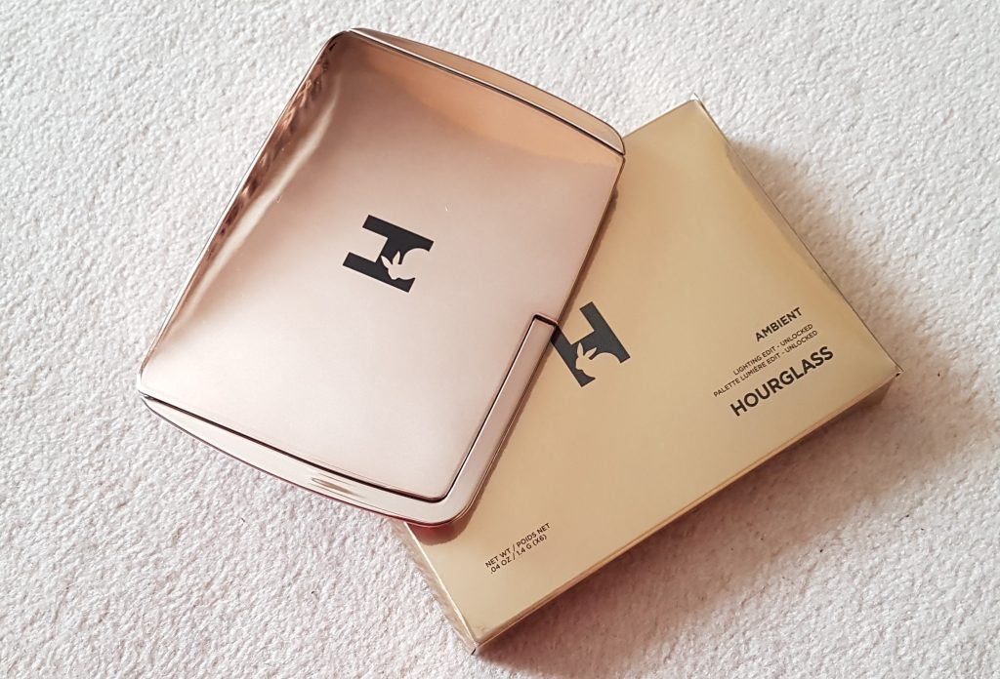 H
H
AMBIENT
LIGHTING EDIT - UNLOCKED
PALETTE LUMIÈRE EDIT - UNLOCKED
HOURGLASS
NET WT / POIDS NET
.04 OZ / 1.4 G (X6)